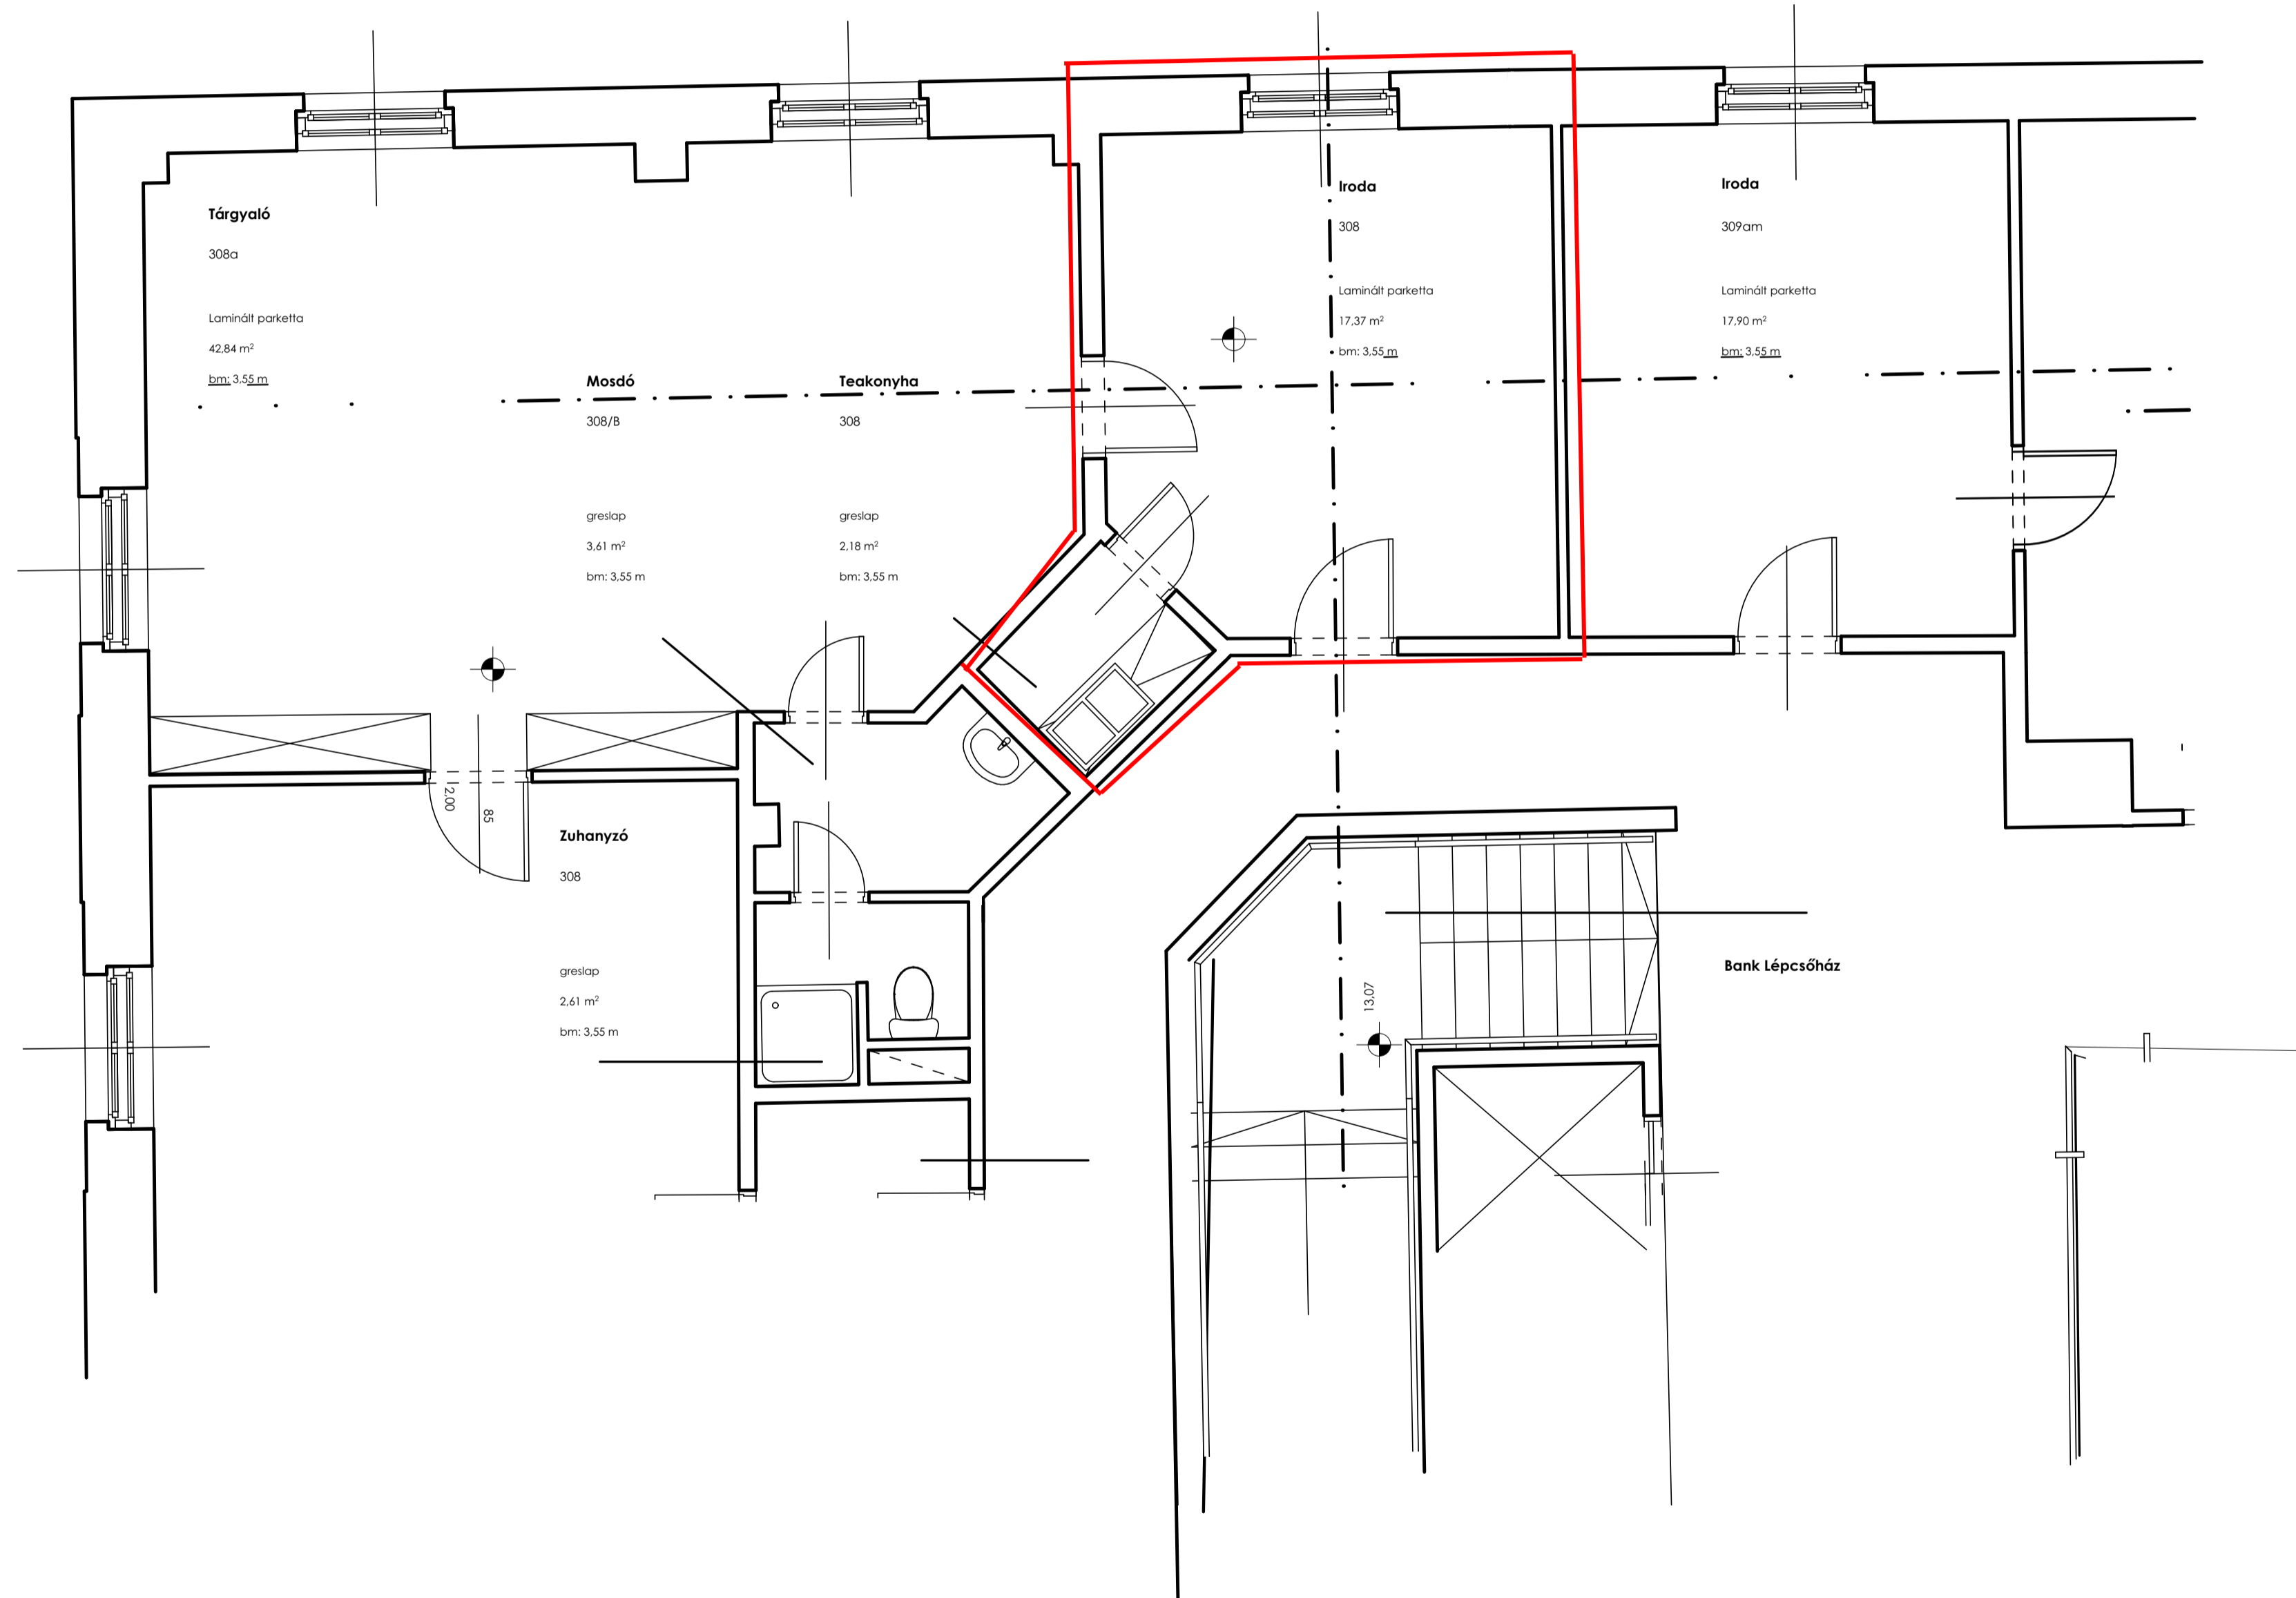 Tárgyaló
308a
Laminált parketta
42,84 m²
bm: 3,55 m
Mosdó
308/B
greslap
3,61 m²
bm: 3,55 m
Teakonyha
308
greslap
2,18 m²
bm: 3,55 m
Iroda
308
Laminált parketta
17,37 m²
bm: 3,55 m
Iroda
309am
Laminált parketta
17,90 m²
bm: 3,55 m
2,00
85
Zuhanyzó
308
greslap
2,61 m²
bm: 3,55 m
13,07
Bank Lépcsőház